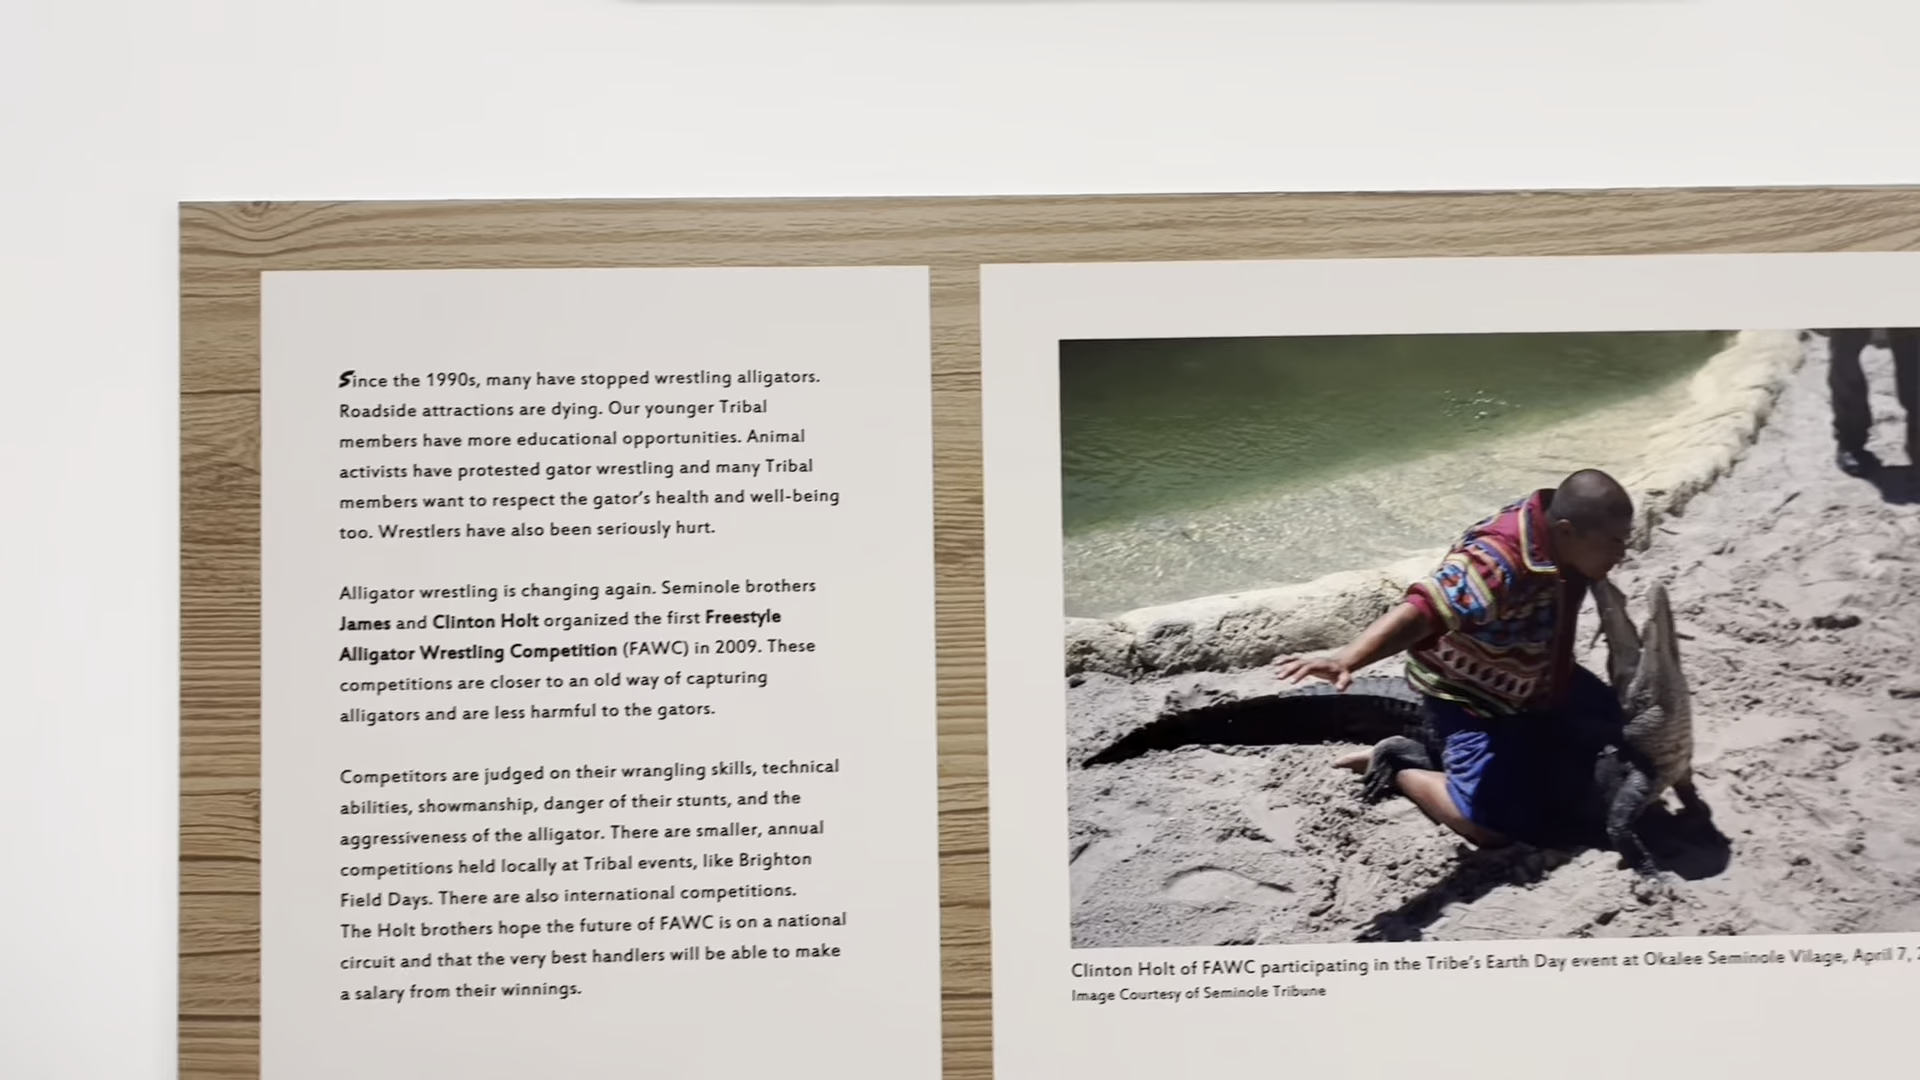 Since the 1990s, many have stopped wrestling alligators.
Roadside attractions are dying. Our younger Tribal
members have more educational opportunities. Animal
activists have protested gator wrestling and many Tribal
members want to respect the gator's health and well-being
too. Wrestlers have also been seriously hurt.
Alligator wrestling is changing again. Seminole brothers
James and Clinton Holt organized the first Freestyle
Alligator Wrestling Competition (FAWC) in 2009. These
competitions are closer to an old way of capturing
alligators and are less harmful to the gators.
Competitors are judged on their wrangling skills, technical
abilities, showmanship, danger of their stunts, and the
aggressiveness of the alligator. There are smaller, annual
competitions held locally at Tribal events, like Brighton
Field Days. There are also international competitions.
The Holt brothers hope the future of FAWC is on a national
circuit and that the very best handlers will be able to make
a salary from their winnings.
Clinton Holt of FAWC participating in the Tribe's Earth Day event at Okalee Seminole Village, April 7,
Image Courtesy of Seminole Tribune